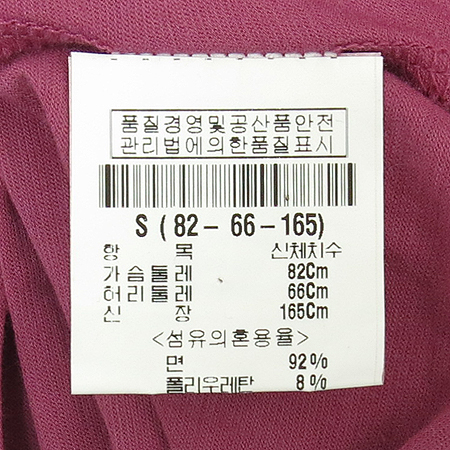 품질경영및공산품안전
관리법에의한품질표시
S ( 82 - 66 - 165)
항 목 신체치수
가슴둘레 82Cm
허리둘레 66Cm
신 장 165Cm
<섬유의혼용율>
면 92%
폴리우레탄 8%